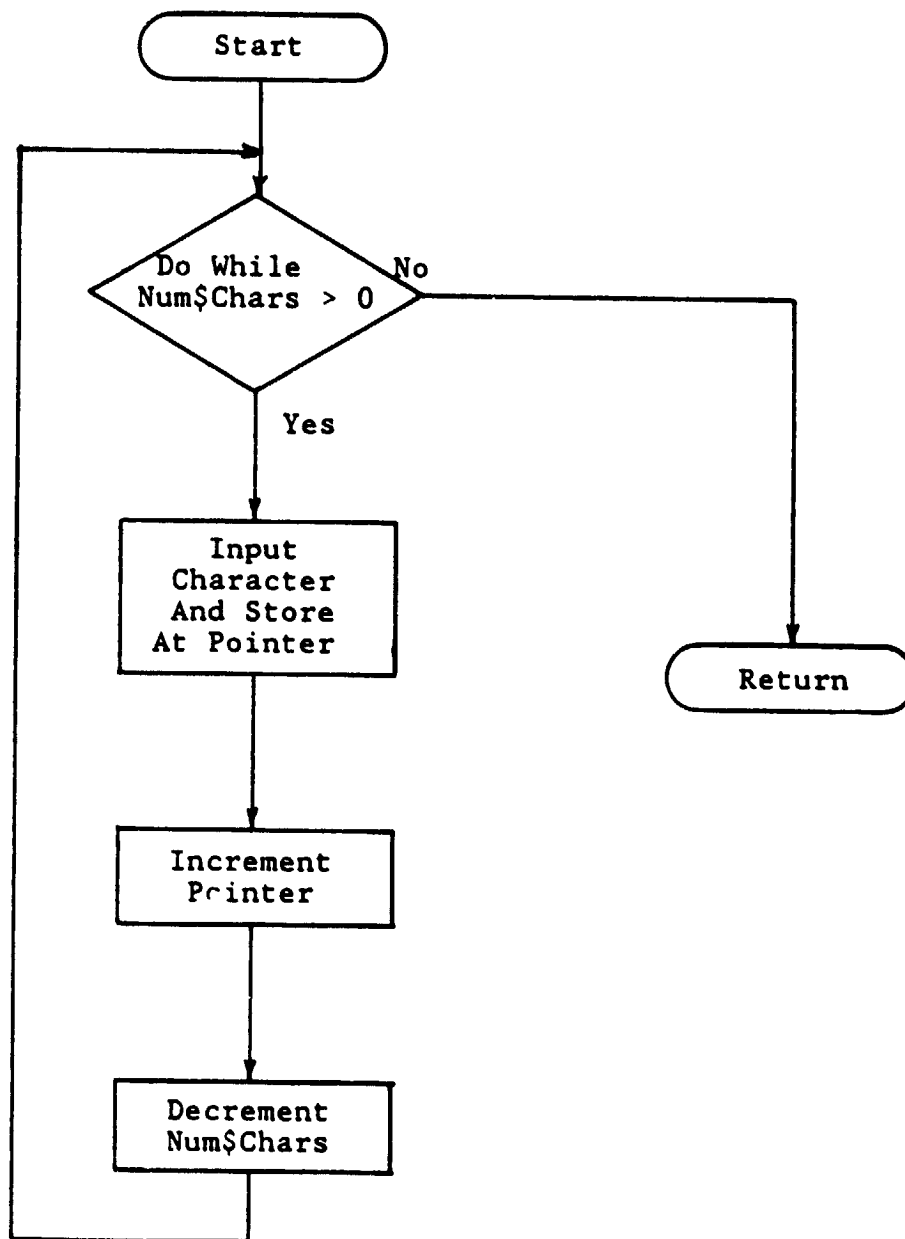 Start
Do While
Num$Chars > 0
No
Yes
Input
Character
And Store
At Pointer
Return
Increment
Pointer
Decrement
Num$Chars